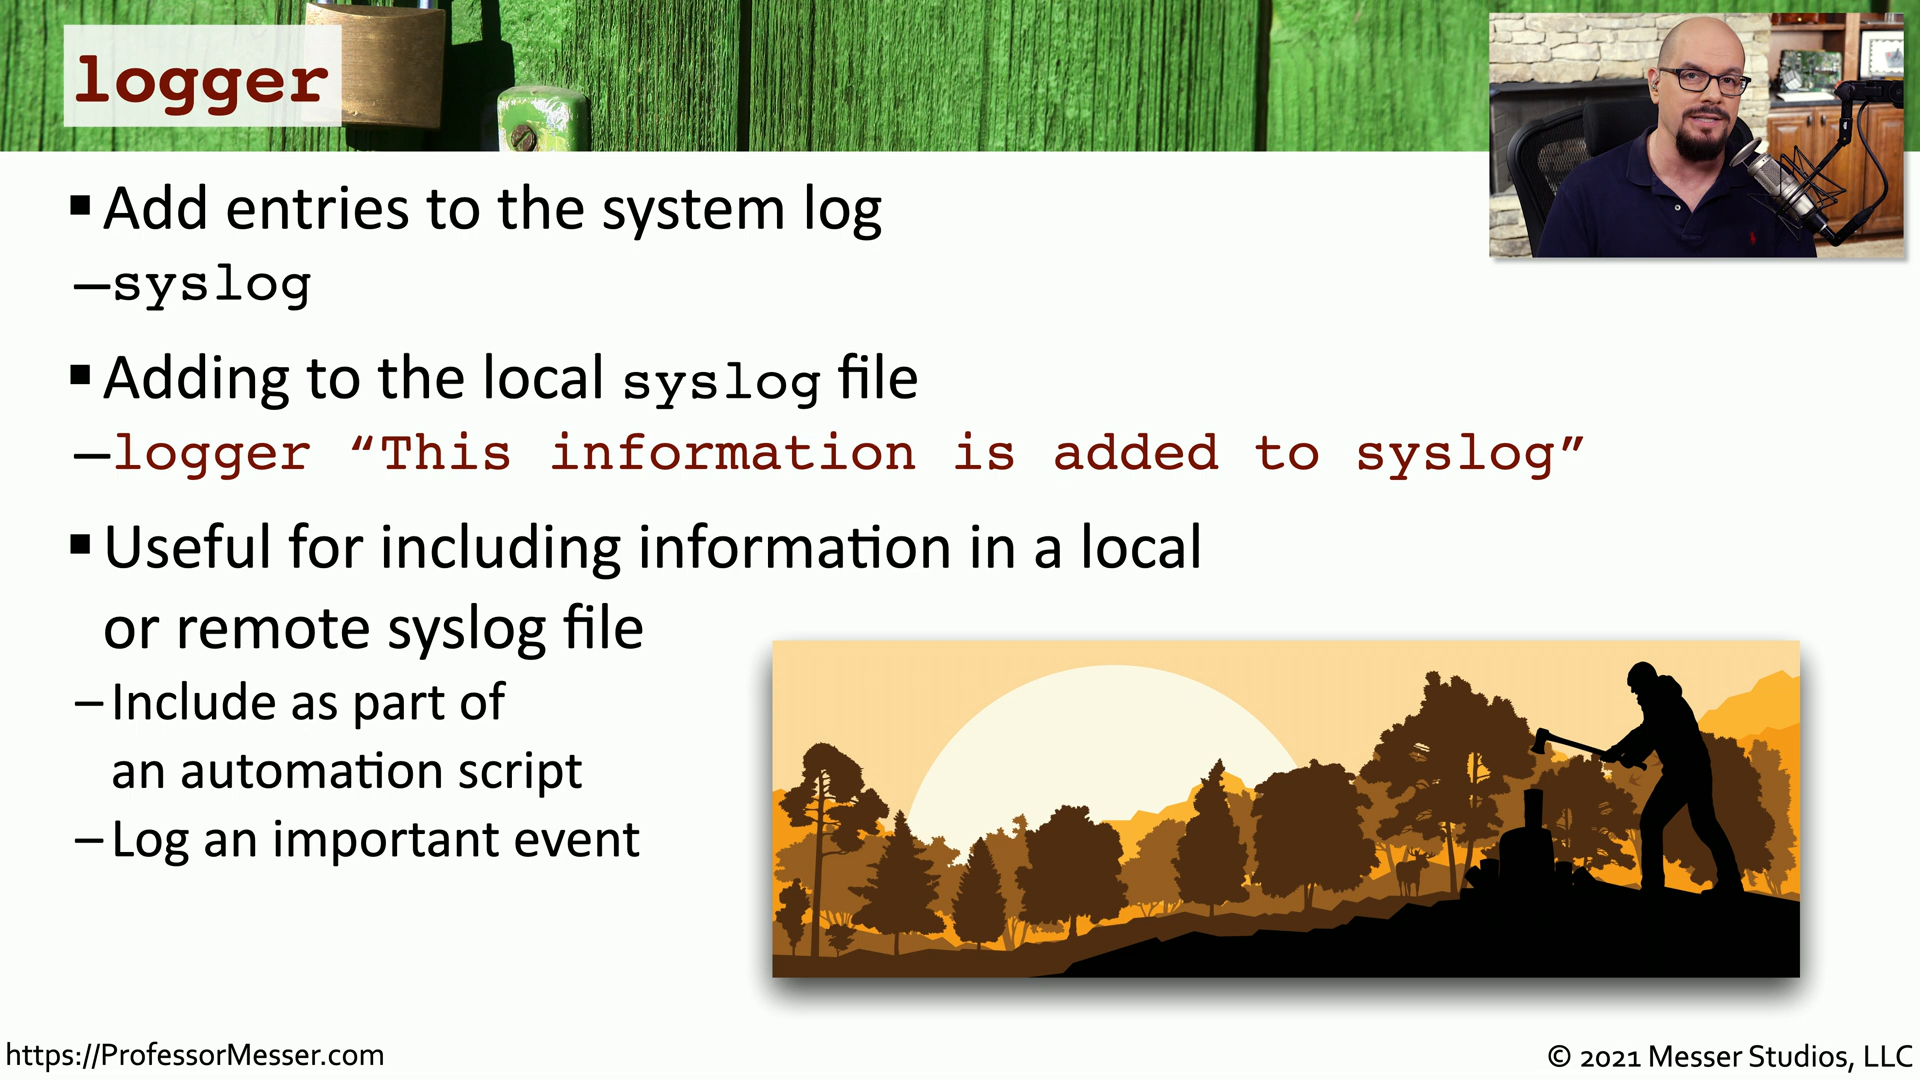 logger
▪ Add entries to the system log
–syslog
▪ Adding to the local syslog file
–logger “This information is added to syslog”
▪ Useful for including information in a local
or remote syslog file
– Include as part of
an automation script
– Log an important event
https://ProfessorMesser.com
© 2021 Messer Studios, LLC